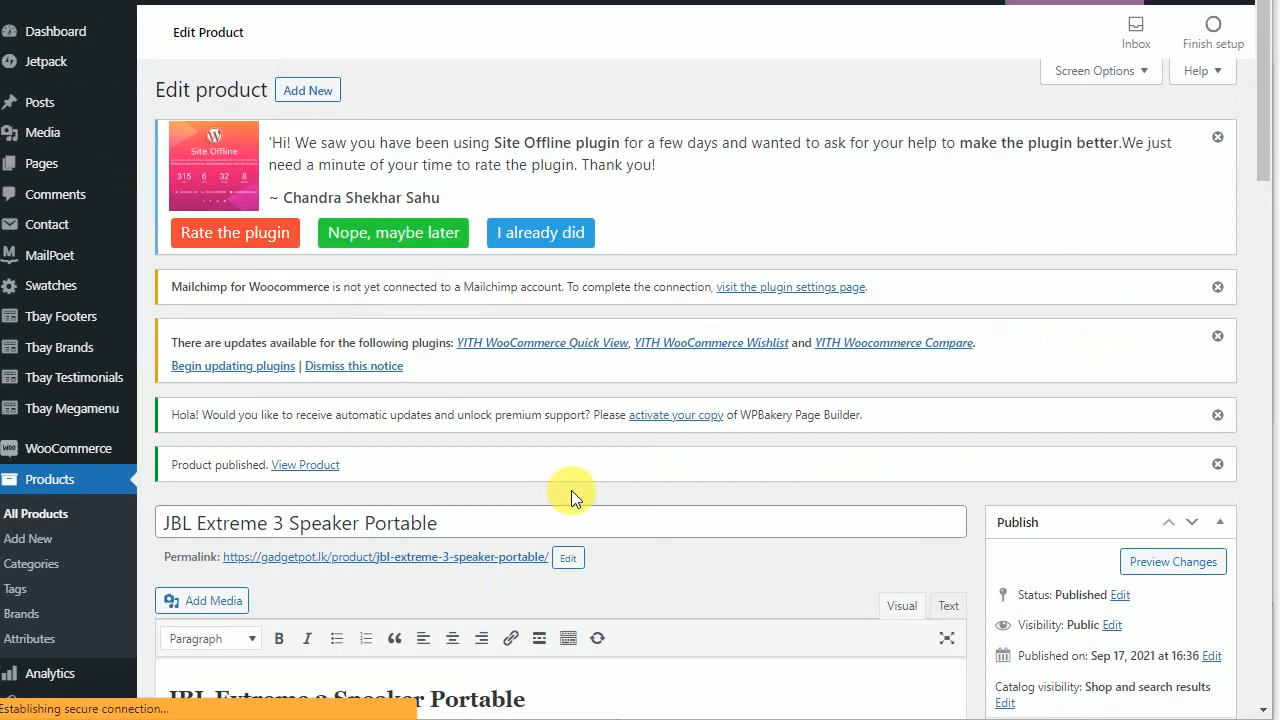 Dashboard
Jetpack
Posts
Media
Pages
Comments
Contact
MailPoet
Swatches
Tbay Footers
Tbay Brands
Tbay Testimonials
Tbay Megamenu
WooCommerce
Products
All Products
Add New
Categories
Tags
Brands
Attributes
Analytics
Establishing secure connection...
Edit Product
Inbox
Finish setup
Screen Options
Help
Edit product
Add New
Site Offline
315 6 32 8
'Hi! We saw you have been using Site Offline plugin for a few days and wanted to ask for your help to make the plugin better.We just
need a minute of your time to rate the plugin. Thank you!
~ Chandra Shekhar Sahu
Rate the plugin
Nope, maybe later
I already did
Mailchimp for Woocommerce is not yet connected to a Mailchimp account. To complete the connection, visit the plugin settings page.
There are updates available for the following plugins: YITH WooCommerce Quick View, YITH WooCommerce Wishlist and YITH Woocommerce Compare.
Begin updating plugins | Dismiss this notice
Hola! Would you like to receive automatic updates and unlock premium support? Please activate your copy of WPBakery Page Builder.
Product published. View Product
JBL Extreme 3 Speaker Portable
Permalink: https://gadgetpot.lk/product/jbl-extreme-3-speaker-portable/
Edit
Add Media
Visual
Text
Paragraph
JBL Extreme 3 Speaker Portable
Publish
Preview Changes
Status: Published Edit
Visibility: Public Edit
Published on: Sep 17, 2021 at 16:36 Edit
Catalog visibility: Shop and search results
Edit